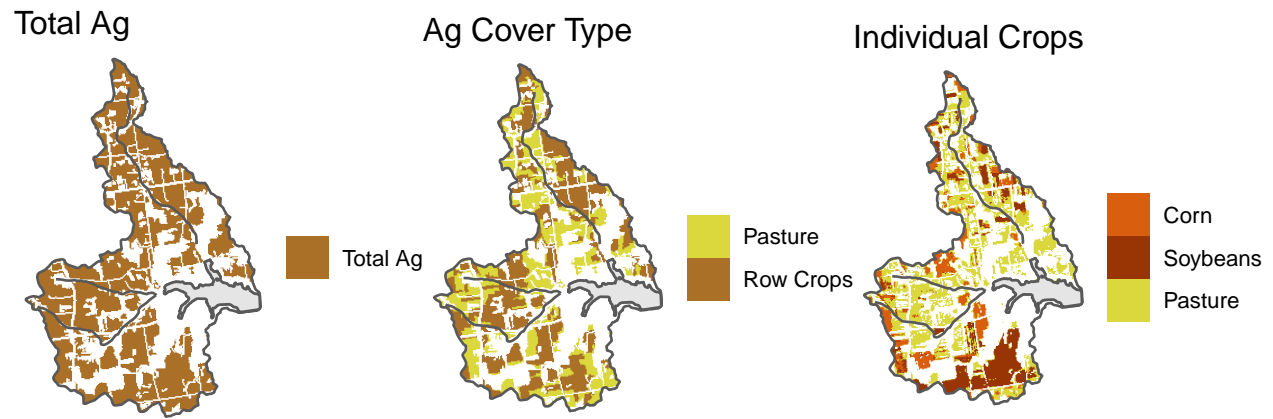 Total Ag
Ag Cover Type
Individual Crops
Total Ag
Pasture
Row Crops
Corn
Soybeans
Pasture